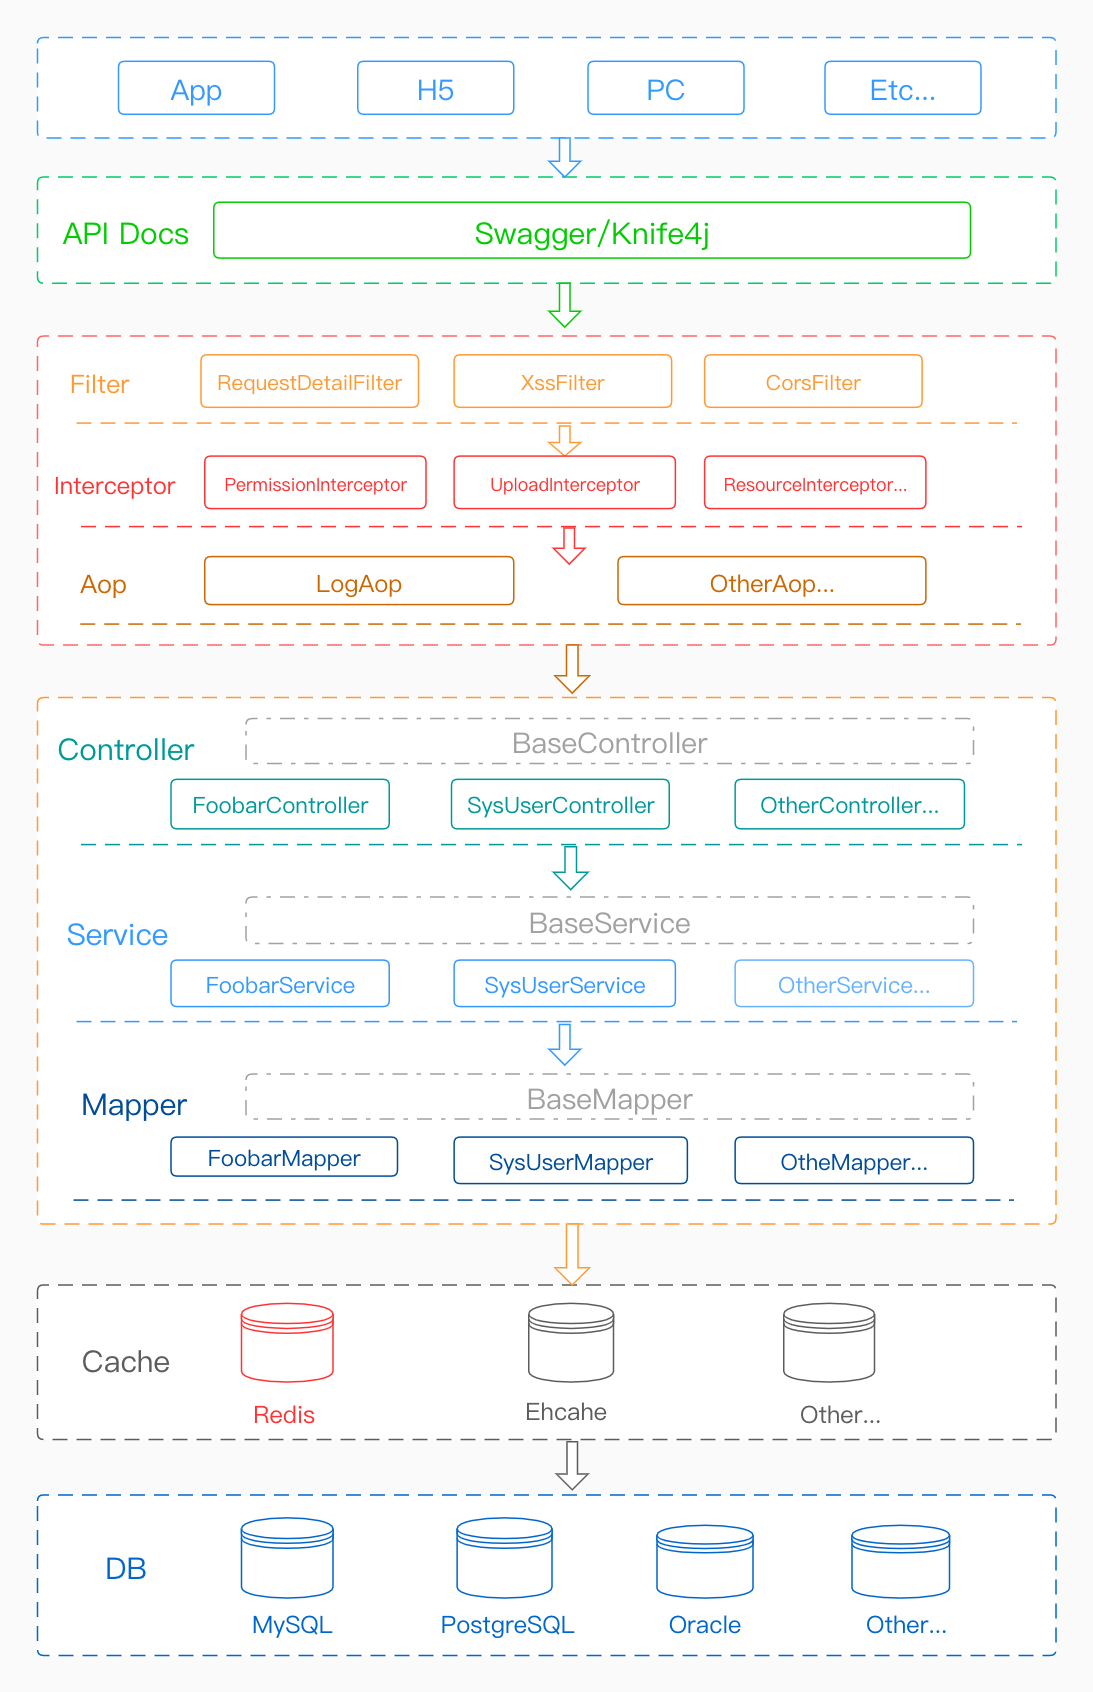 App H5 PC Etc...
API Docs Swagger/Knife4j
Filter RequestDetailFilter XssFilter CorsFilter
Interceptor PermissionInterceptor UploadInterceptor ResourceInterceptor...
Aop LogAop OtherAop...
Controller BaseController
FoobarController SysUserController OtherController...
Service BaseService
FoobarService SysUserService OtherService...
Mapper BaseMapper
FoobarMapper SysUserMapper OtheMapper...
Cache
Redis Ehcahe Other...
DB
MySQL PostgreSQL Oracle Other...